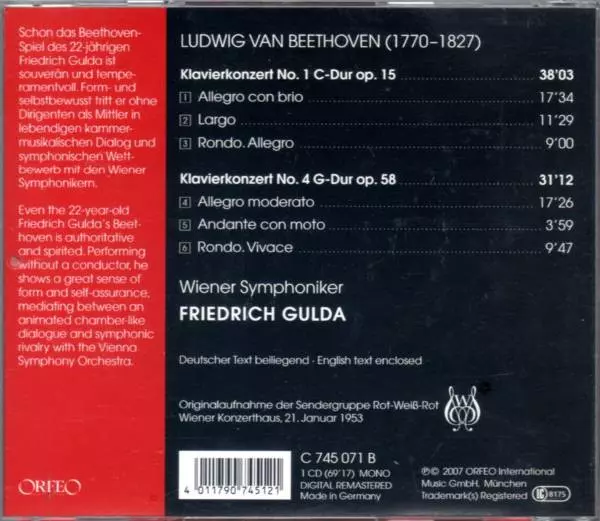 Schon das Beethoven-
Spiel des 22-jährigen
Friedrich Gulda ist
souverän und tempe-
ramentvoll. Form- und
selbstbewusst tritt er ohne
Dirigenten als Mittler in
lebendigen kammer-
musikalischen Dialog und
symphonischen Wett-
bewerb mit den Wiener
Symphonikern.
Even the 22-year-old
Friedrich Gulda's Beet-
hoven is authoritative
and spirited. Performing
without a conductor, he
shows a great sense of
form and self-assurance,
mediating between an
animated chamber-like
dialogue and symphonic
rivalry with the Vienna
Symphony Orchestra.
ORFEO
LUDWIG VAN BEETHOVEN (1770–1827)
Klavierkonzert No. 1 C-Dur op. 15 38'03
1 Allegro con brio 17'34
2 Largo 11'29
3 Rondo. Allegro 9'00
Klavierkonzert No. 4 G-Dur op. 58 31'12
4 Allegro moderato 17'26
5 Andante con moto 3'59
6 Rondo. Vivace 9'47
Wiener Symphoniker
FRIEDRICH GULDA
Deutscher Text beiliegend · English text enclosed
Originalaufnahme der Sendergruppe Rot-Weiß-Rot
Wiener Konzerthaus, 21. Januar 1953
4 011790 745121
C 745 071 B
1 CD (69'17) MONO
DIGITAL REMASTERED
Made in Germany
℗© 2007 ORFEO International
Music GmbH, München
Trademark(s) Registered
LC 8175